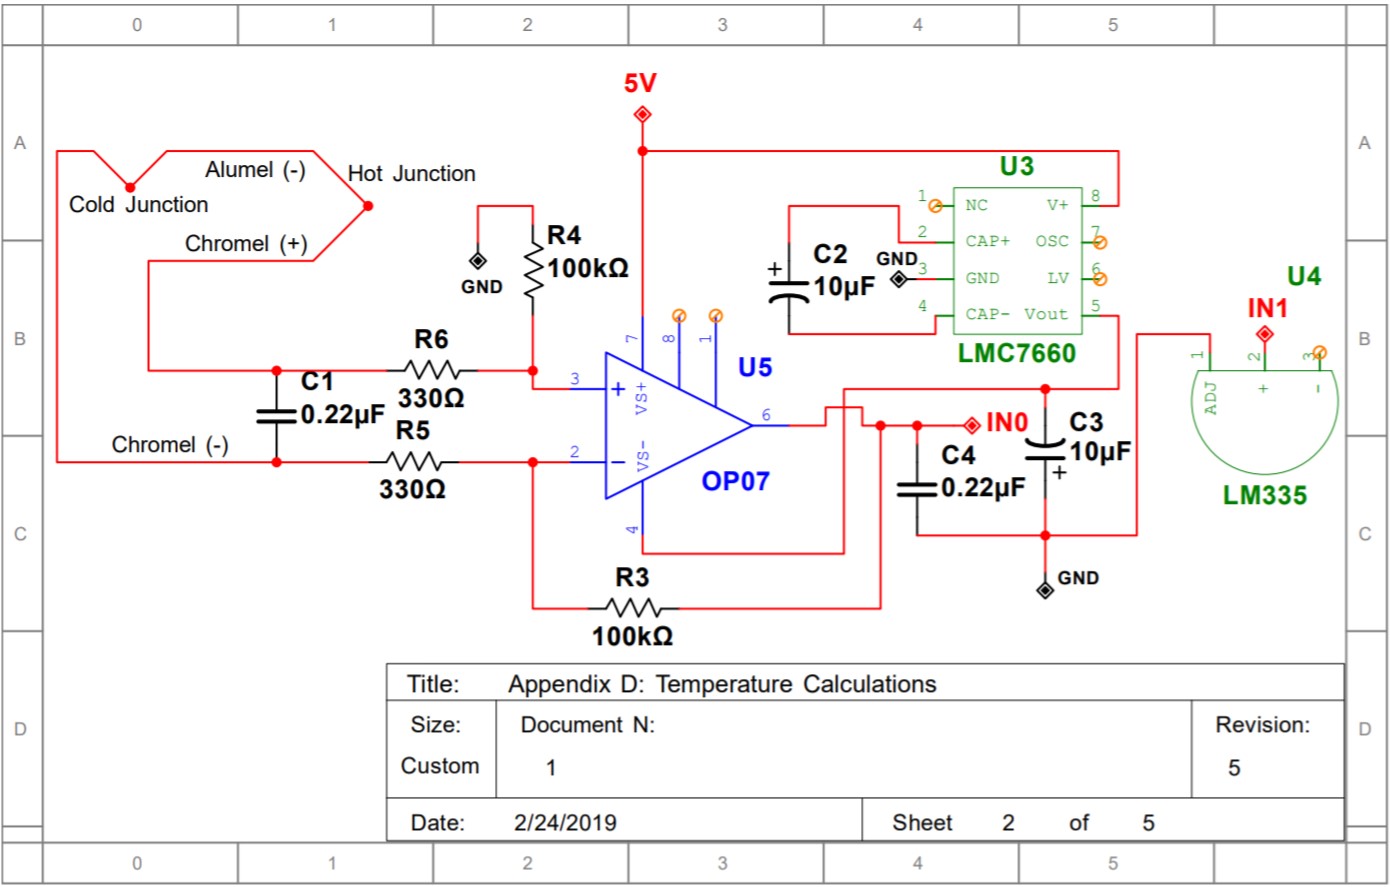 0 1 2 3 4 5
A
B
C
D
A
B
C
D
5V
Alumel (-)
Hot Junction
Cold Junction
Chromel (+)
Chromel (-)
GND
R4
100kΩ
R6
330Ω
C1
0.22µF
R5
330Ω
U5
OP07
3
2
7
8
1
6
4
+
−
VS+
VS-
R3
100kΩ
C2
+
10µF
GND
U3
1 NC V+ 8
2 CAP+ OSC 7
3 GND LV 6
4 CAP- Vout 5
LMC7660
IN0
C4
0.22µF
C3
10µF
+
GND
U4
IN1
1 2 3
ADJ + -
LM335
Title: Appendix D: Temperature Calculations
Size: Document N: Revision:
Custom 1 5
Date: 2/24/2019 Sheet 2 of 5
0 1 2 3 4 5